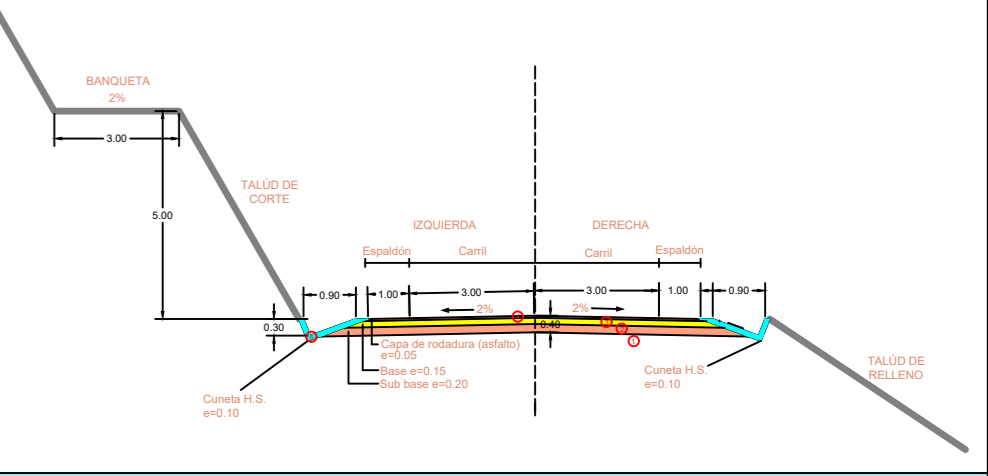 BANQUETA
2%
3.00
TALÚD DE
CORTE
5.00
IZQUIERDA
DERECHA
Espaldón
Carril
Carril
Espaldón
0.90
1.00
3.00
3.00
1.00
0.90
2%
2%
0.30
0.40
1
Capa de rodadura (asfalto)
e=0.05
Base e=0.15
Sub base e=0.20
Cuneta H.S.
e=0.10
Cuneta H.S.
e=0.10
TALÚD DE
RELLENO